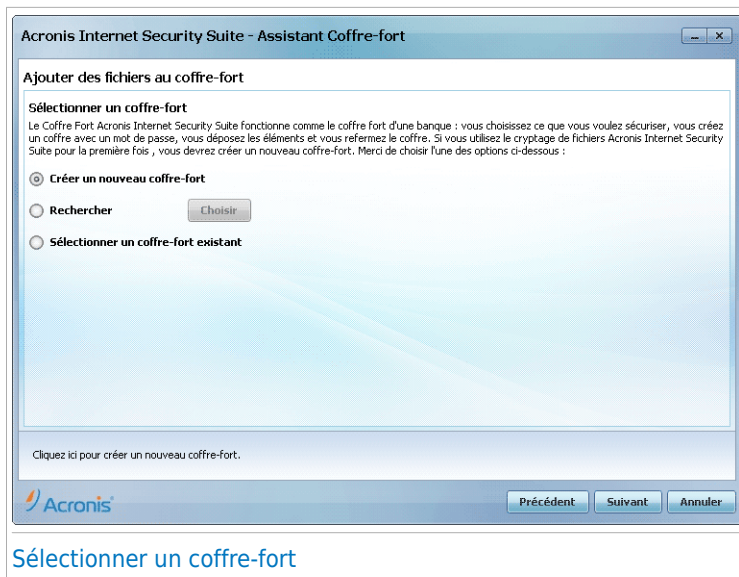 Acronis Internet Security Suite - Assistant Coffre-fort
Ajouter des fichiers au coffre-fort
Sélectionner un coffre-fort
Le Coffre Fort Acronis Internet Security Suite fonctionne comme le coffre fort d'une banque : vous choisissez ce que vous voulez sécuriser, vous créez
un coffre avec un mot de passe, vous déposez les éléments et vous refermez le coffre. Si vous utilisez le cryptage de fichiers Acronis Internet Security
Suite pour la première fois , vous devrez créer un nouveau coffre-fort. Merci de choisir l'une des options ci-dessous :
Créer un nouveau coffre-fort
Rechercher Choisir
Sélectionner un coffre-fort existant
Cliquez ici pour créer un nouveau coffre-fort.
Acronis
Précédent Suivant Annuler
Sélectionner un coffre-fort